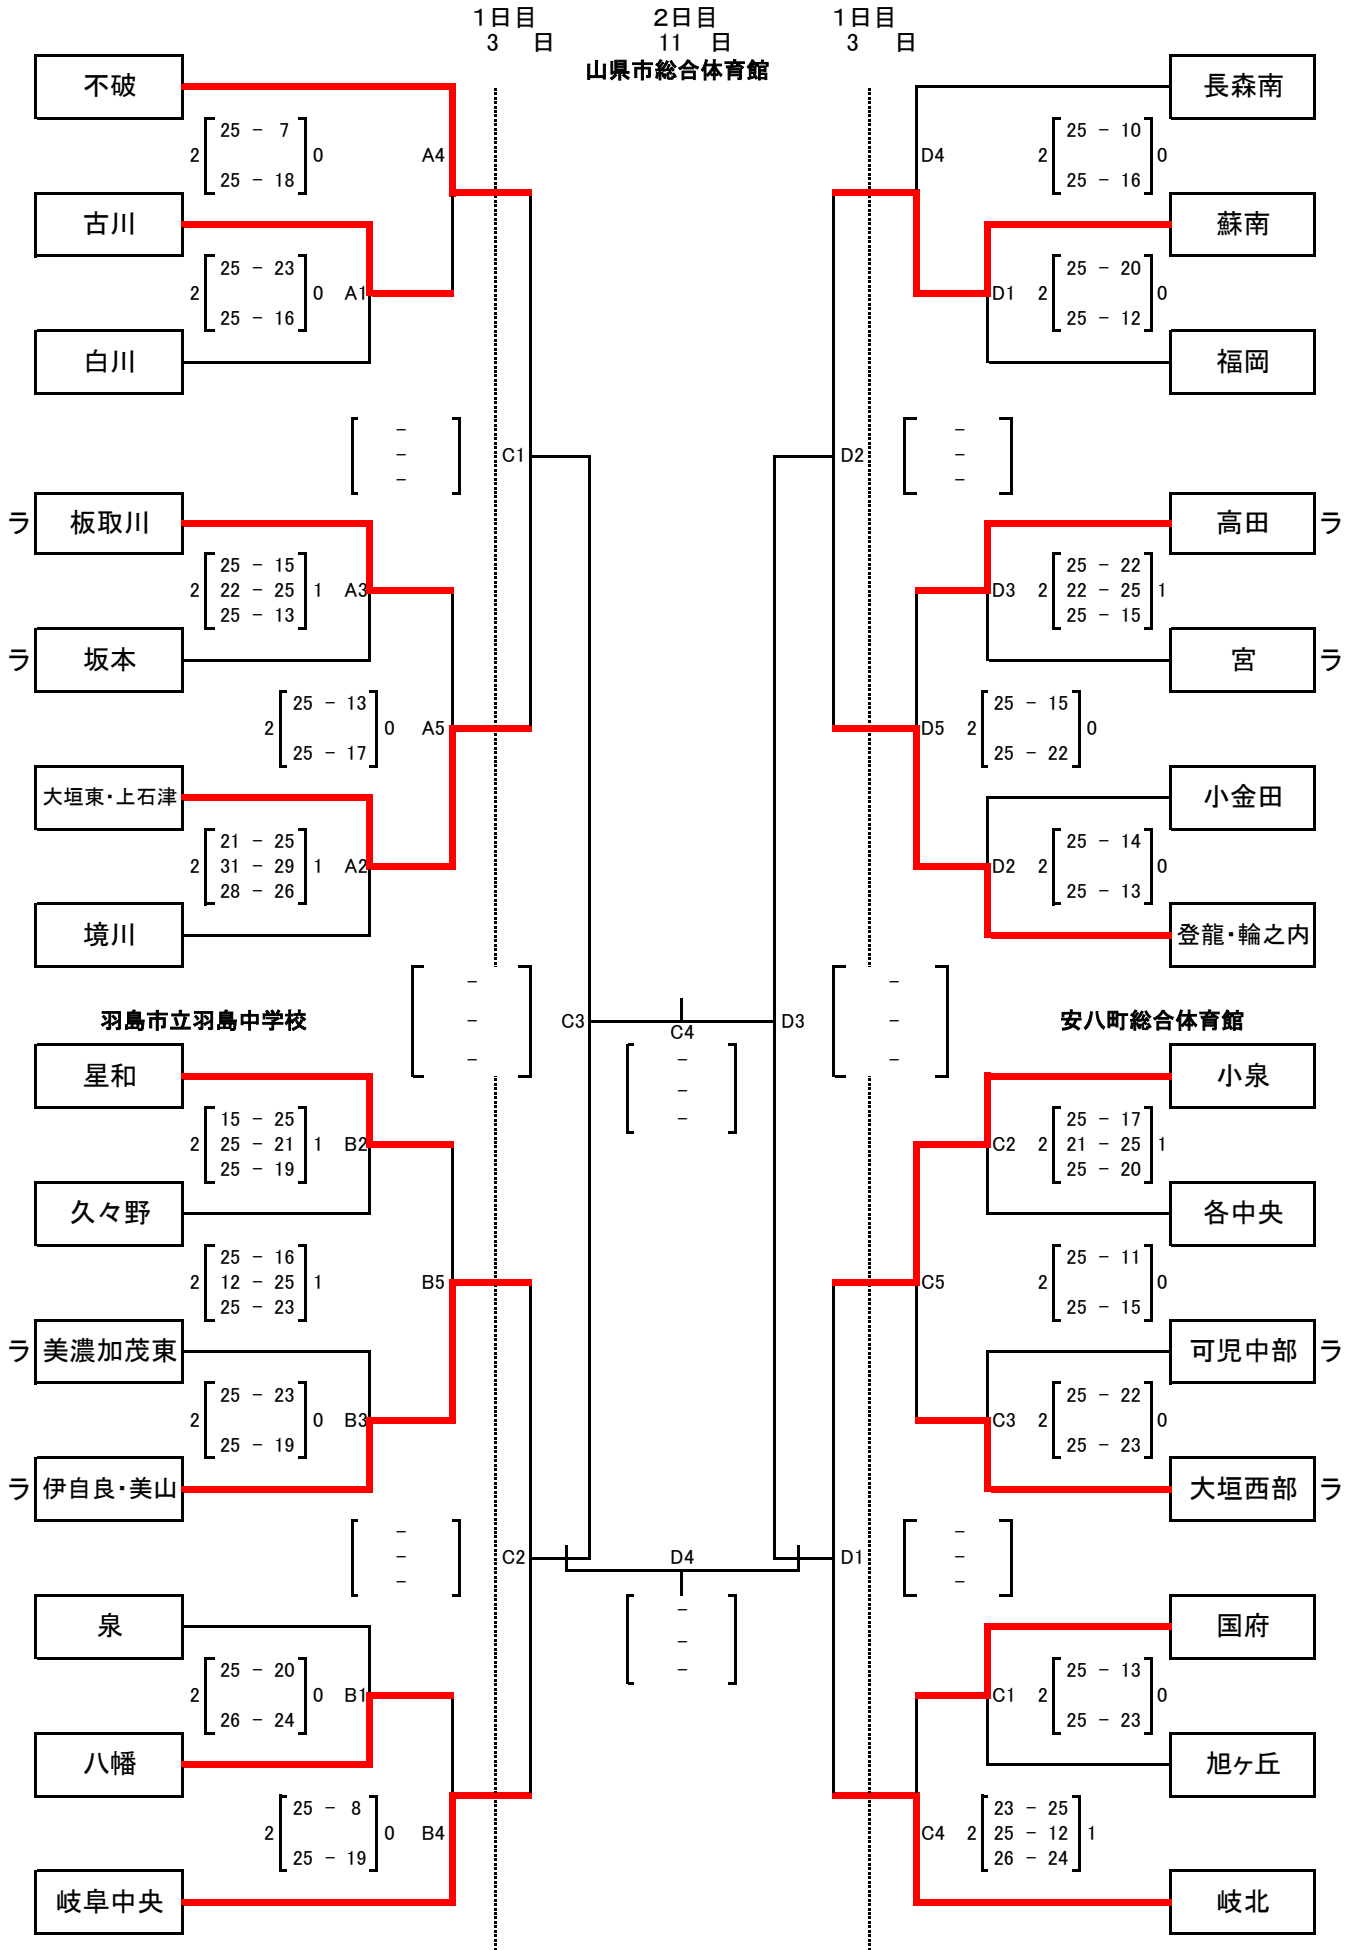 1日目 2日目 1日目
3 日 11 日 3 日
山県市総合体育館
不破
長森南
25 - 7
25 - 10
2 0 A4
D4 2 0
25 - 18
25 - 16
古川
蘇南
25 - 23
25 - 20
2 0 A1
D1 2 0
25 - 16
25 - 12
白川
福岡
- -
- C1 D2 -
- -
ラ 板取川
高田 ラ
25 - 15
25 - 22
2 22 - 25 1 A3
D3 2 22 - 25 1
25 - 13
25 - 15
ラ 坂本
宮 ラ
25 - 13
25 - 15
2 0 A5
D5 2 0
25 - 17
25 - 22
大垣東・上石津
小金田
21 - 25
25 - 14
2 31 - 29 1 A2
D2 2 0
28 - 26
25 - 13
境川
登龍・輪之内
- -
羽島市立羽島中学校 - C3 D3 - 安八町総合体育館
C4
- - -
-
-
星和
小泉
15 - 25
25 - 17
2 25 - 21 1 B2
C2 2 21 - 25 1
25 - 19
25 - 20
久々野
各中央
25 - 16
25 - 11
2 12 - 25 1 B5
C5 2 0
25 - 23
25 - 15
ラ 美濃加茂東
可児中部 ラ
25 - 23
25 - 22
2 0 B3
C3 2 0
25 - 19
25 - 23
ラ 伊自良・美山
大垣西部 ラ
- -
- C2 D4 D1 -
- -
-
-
-
泉
国府
25 - 20
25 - 13
2 0 B1
C1 2 0
26 - 24
25 - 23
八幡
旭ヶ丘
25 - 8
23 - 25
2 0 B4
C4 2 25 - 12 1
25 - 19
26 - 24
岐阜中央
岐北